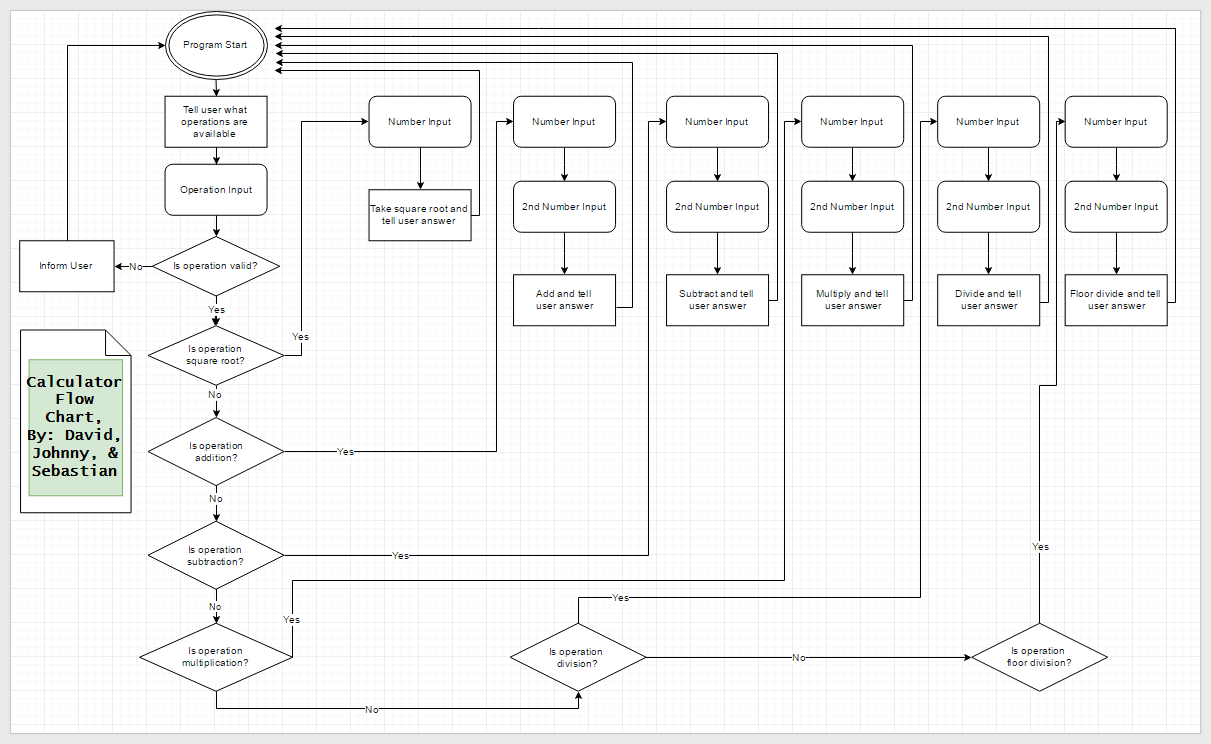 Program Start
Tell user what
operations are
available
Operation Input
Is operation valid?
No
Inform User
Yes
Is operation
square root?
Yes
No
Is operation
addition?
Yes
No
Is operation
subtraction?
Yes
No
Is operation
multiplication?
Yes
No
Is operation
division?
Yes
No
Is operation
floor division?
Yes
Number Input
Take square root and
tell user answer
Number Input
2nd Number Input
Add and tell
user answer
Number Input
2nd Number Input
Subtract and tell
user answer
Number Input
2nd Number Input
Multiply and tell
user answer
Number Input
2nd Number Input
Divide and tell
user answer
Number Input
2nd Number Input
Floor divide and tell
user answer
Calculator
Flow
Chart,
By: David,
Johnny, &
Sebastian